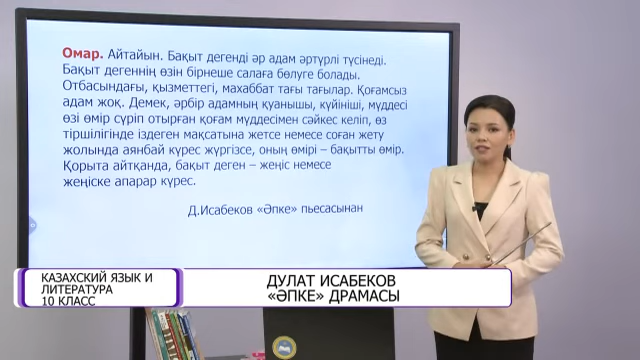 Омар. Айтайын. Бақыт дегенді әр адам әртүрлі түсінеді.
Бақыт дегеннің өзін бірнеше салаға бөлуге болады.
Отбасындағы, қызметтегі, махаббат тағы тағылар. Қоғамсыз
адам жоқ. Демек, әрбір адамның қуанышы, күйініші, мүддесі
өзі өмір сүріп отырған қоғам мүддесімен сәйкес келіп, өз
тіршілігінде іздеген мақсатына жетсе немесе соған жету
жолында аянбай күрес жүргізсе, оның өмірі – бақытты өмір.
Қорыта айтқанда, бақыт деген – жеңіс немесе
жеңіске апарар күрес.
Д.Исабеков «Әпке» пьесасынан
КАЗАХСКИЙ ЯЗЫК И
ЛИТЕРАТУРА
10 КЛАСС
ДУЛАТ ИСАБЕКОВ
«ӘПКЕ» ДРАМАСЫ